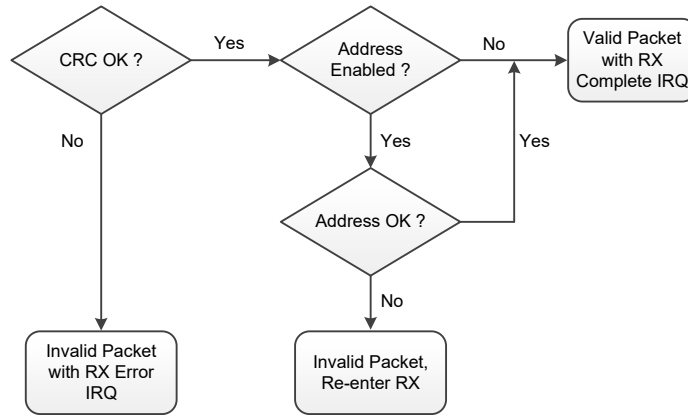 CRC OK ?
Yes
Address
Enabled ?
No
Valid Packet
with RX
Complete IRQ
No
Yes
Yes
Address OK ?
No
Invalid Packet
with RX Error
IRQ
Invalid Packet,
Re-enter RX